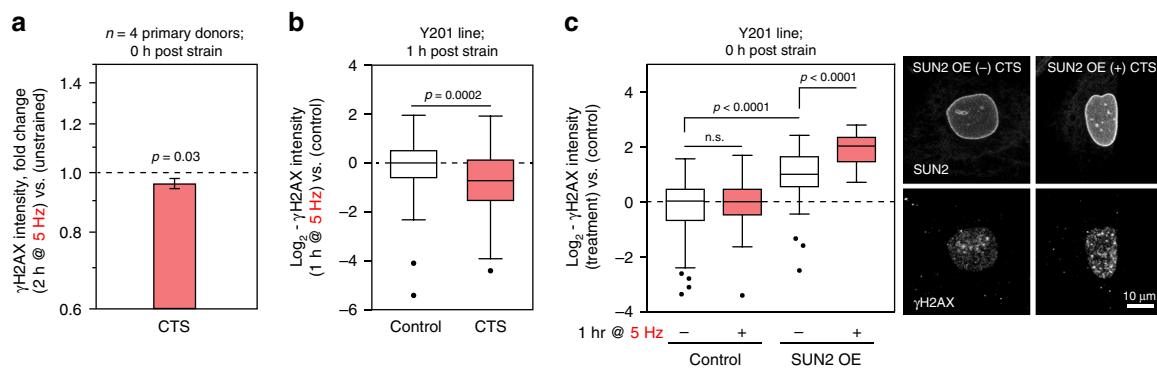 a
n = 4 primary donors;
0 h post strain
γH2AX intensity, fold change
(2 h @ 5 Hz) vs. (unstrained)
1.4
1.2
1.0
0.8
0.6
p = 0.03
CTS
b
Y201 line;
1 h post strain
Log2 - γH2AX intensity
(1 h @ 5 Hz) vs. (control)
4
2
0
−2
−4
−6
p = 0.0002
Control
CTS
c
Y201 line;
0 h post strain
Log2 - γH2AX intensity
(treatment) vs. (control)
4
2
0
−2
−4
p < 0.0001
p < 0.0001
n.s.
1 hr @ 5 Hz
− + − +
Control
SUN2 OE
SUN2 OE (−) CTS
SUN2 OE (+) CTS
SUN2
γH2AX
10 μm